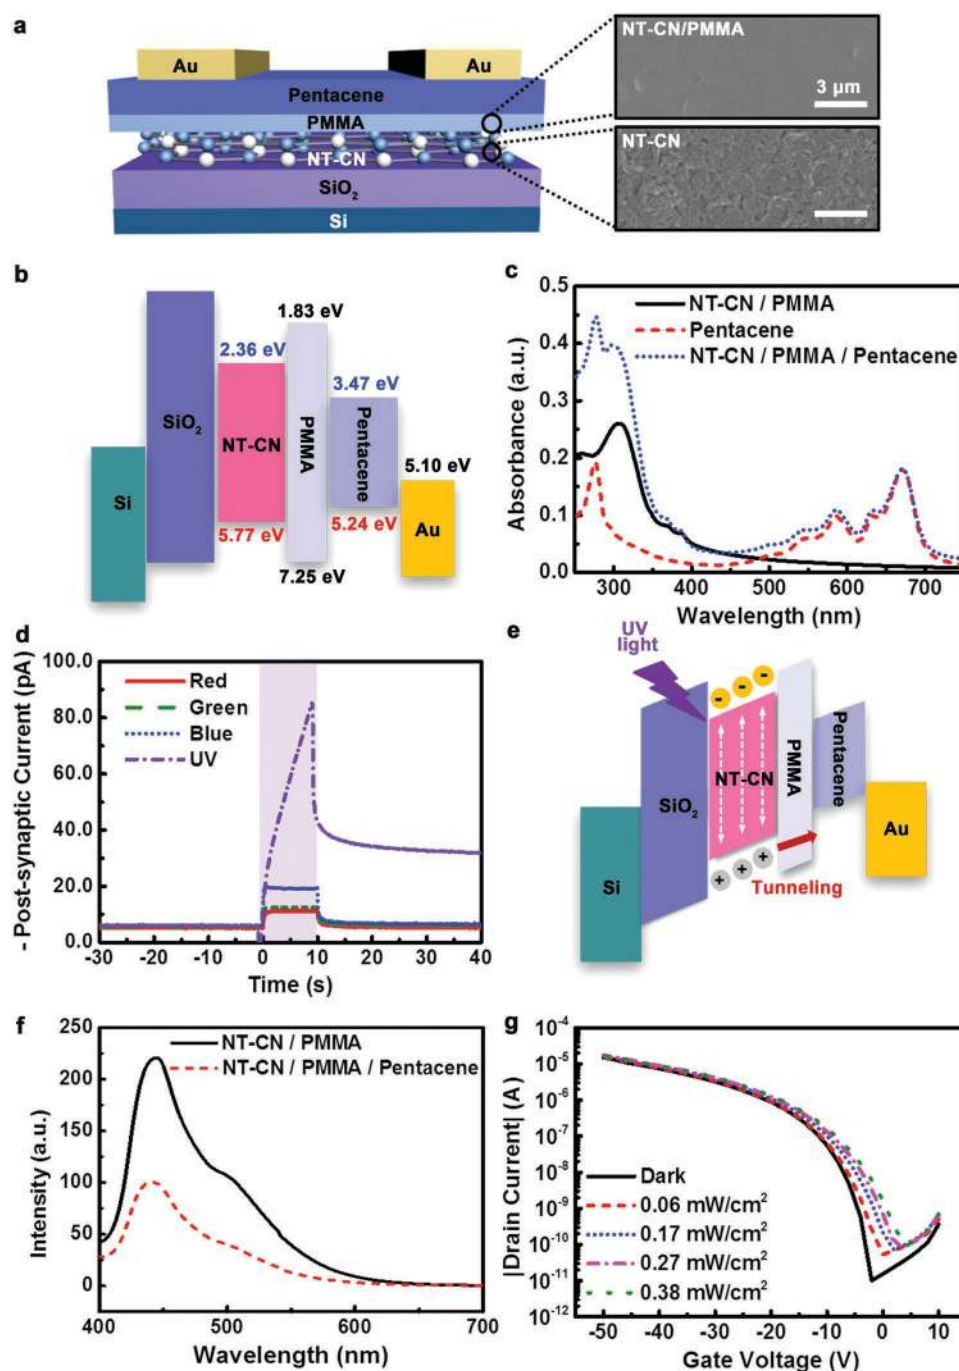 a
Au
Au
Pentacene
PMMA
NT-CN
SiO₂
Si
NT-CN/PMMA
3 µm
NT-CN
b
1.83 eV
2.36 eV
3.47 eV
SiO₂
NT-CN
PMMA
Pentacene
5.10 eV
Si
Au
5.77 eV
5.24 eV
7.25 eV
c
0.5
0.4
0.3
0.2
0.1
0.0
Absorbance (a.u.)
NT-CN / PMMA
Pentacene
NT-CN / PMMA / Pentacene
300 400 500 600 700
Wavelength (nm)
d
100.0
80.0
60.0
40.0
20.0
0.0
- Post-synaptic Current (pA)
Red
Green
Blue
UV
-30 -20 -10 0 10 20 30 40
Time (s)
e
UV
light
- - -
SiO₂
NT-CN
PMMA
Pentacene
Si
Au
+ + +
Tunneling
f
250
200
150
100
50
0
Intensity (a.u.)
NT-CN / PMMA
NT-CN / PMMA / Pentacene
400 500 600 700
Wavelength (nm)
g
10⁻⁴
10⁻⁵
10⁻⁶
10⁻⁷
10⁻⁸
10⁻⁹
10⁻¹⁰
10⁻¹¹
10⁻¹²
|Drain Current| (A)
Dark
0.06 mW/cm²
0.17 mW/cm²
0.27 mW/cm²
0.38 mW/cm²
-50 -40 -30 -20 -10 0 10
Gate Voltage (V)